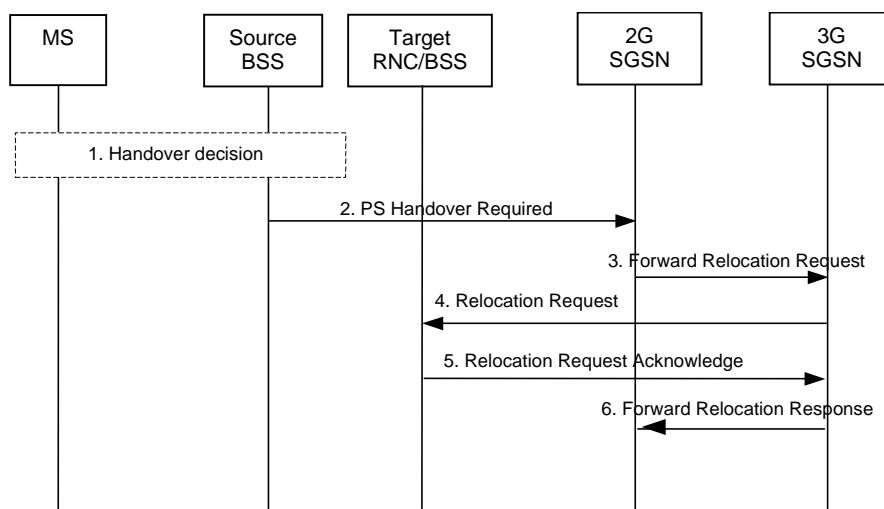 MS
Source
BSS
Target
RNC/BSS
2G
SGSN
3G
SGSN
1. Handover decision
2. PS Handover Required
3. Forward Relocation Request
4. Relocation Request
5. Relocation Request Acknowledge
6. Forward Relocation Response